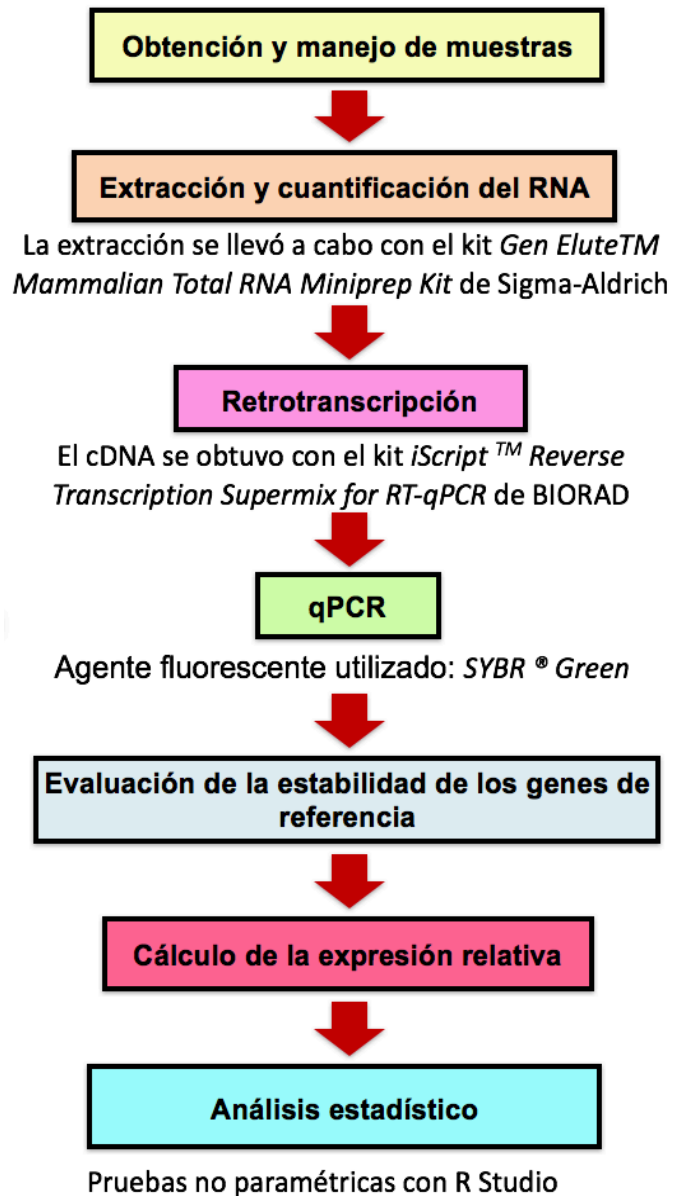 Obtención y manejo de muestras
Extracción y cuantificación del RNA
La extracción se llevó a cabo con el kit Gen EluteTM
Mammalian Total RNA Miniprep Kit de Sigma-Aldrich
Retrotranscripción
El cDNA se obtuvo con el kit iScript TM Reverse
Transcription Supermix for RT-qPCR de BIORAD
qPCR
Agente fluorescente utilizado: SYBR ® Green
Evaluación de la estabilidad de los genes de
referencia
Cálculo de la expresión relativa
Análisis estadístico
Pruebas no paramétricas con R Studio